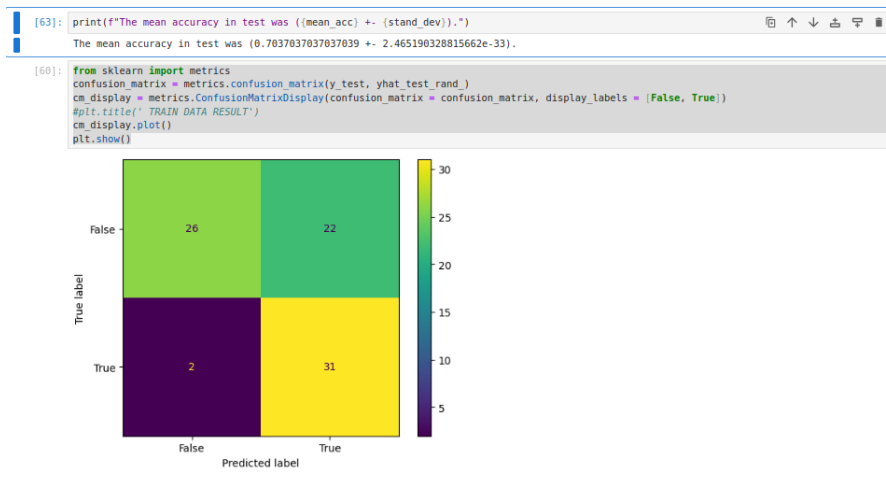 [63]: print(f"The mean accuracy in test was ({mean_acc} +- {stand_dev}).")
The mean accuracy in test was (0.7037037037037039 +- 2.465190328815662e-33).
[60]: from sklearn import metrics
confusion_matrix = metrics.confusion_matrix(y_test, yhat_test_rand_)
cm_display = metrics.ConfusionMatrixDisplay(confusion_matrix = confusion_matrix, display_labels = [False, True])
#plt.title(' TRAIN DATA RESULT')
cm_display.plot()
plt.show()
30
25
20
15
10
5
True label
False
26 22
True
2 31
False True
Predicted label